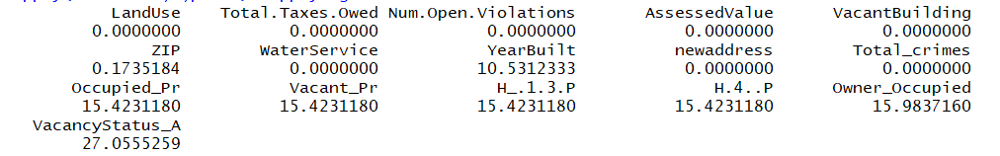 LandUse Total.Taxes.Owed Num.Open.Violations AssessedValue VacantBuilding
0.0000000 0.0000000 0.0000000 0.0000000 0.0000000
ZIP WaterService YearBuilt newaddress Total_crimes
0.1735184 0.0000000 10.5312333 0.0000000 0.0000000
Occupied_Pr Vacant_Pr H_.1.3.P H.4..P Owner_Occupied
15.4231180 15.4231180 15.4231180 15.4231180 15.9837160
VacancyStatus_A
27.0555259